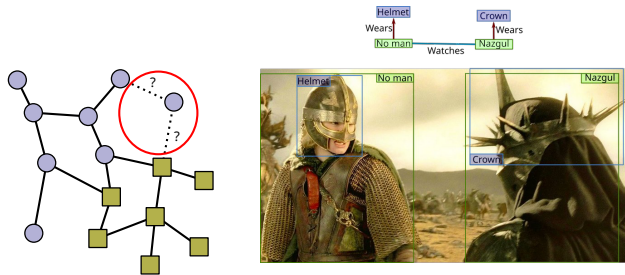 ?
?
Helmet
Crown
Wears
Wears
No man
Nazgul
Watches
Helmet
No man
Nazgul
Crown